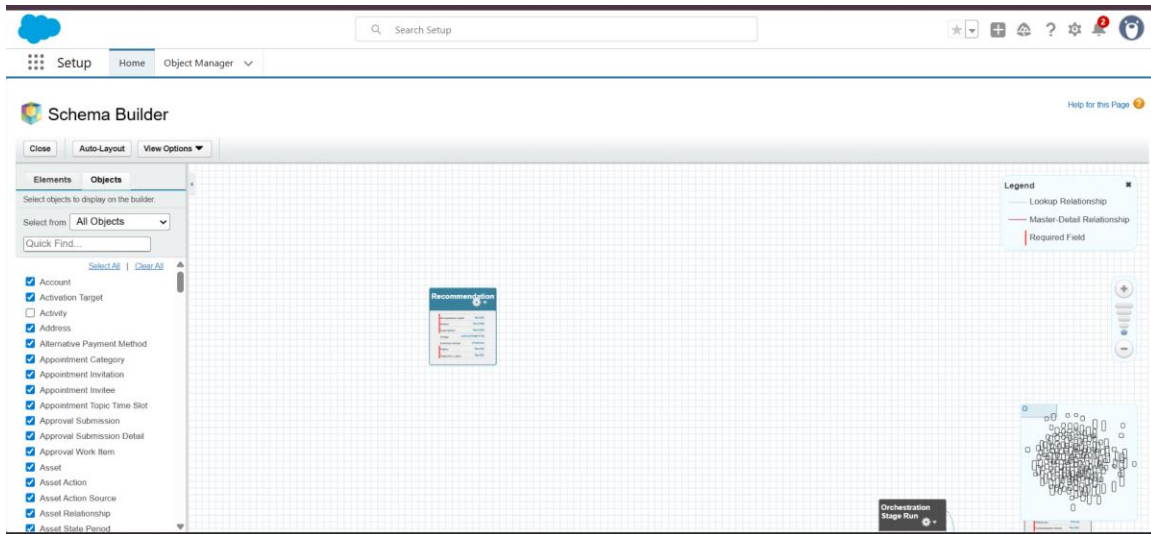 Search Setup
2
Setup Home Object Manager
Schema Builder
Help for this Page
Close Auto-Layout View Options
Elements Objects
Select objects to display on the builder.
Select from All Objects
Quick Find...
Select All | Clear All
Account
Activation Target
Activity
Address
Alternative Payment Method
Appointment Category
Appointment Invitation
Appointment Invitee
Appointment Topic Time Slot
Approval Submission
Approval Submission Detail
Approval Work Item
Asset
Asset Action
Asset Action Source
Asset Relationship
Asset State Period
Recommendation
Legend
Lookup Relationship
Master-Detail Relationship
Required Field
Orchestration
Stage Run